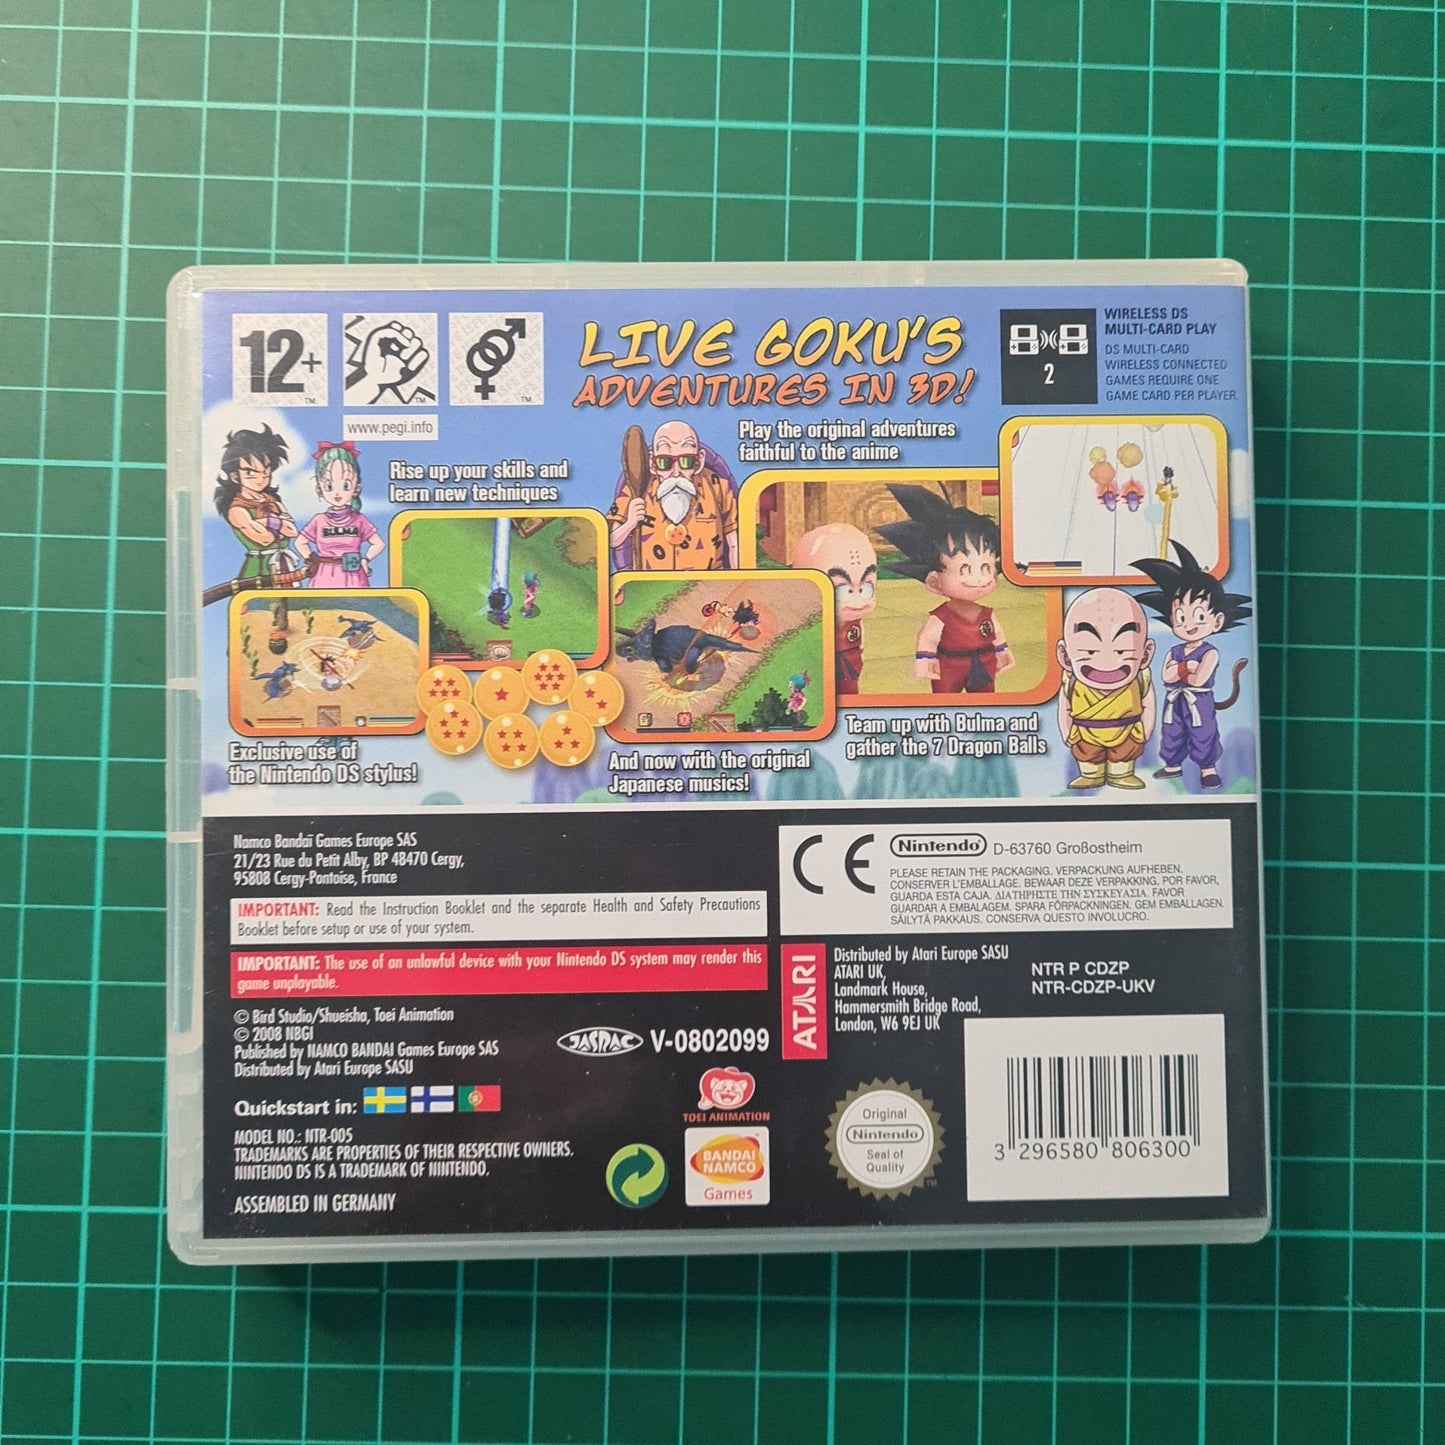 12+
TM
TM
TM
www.pegi.info
LIVE GOKU'S
ADVENTURES IN 3D!
2
WIRELESS DS
MULTI-CARD PLAY
DS MULTI-CARD
WIRELESS CONNECTED
GAMES REQUIRE ONE
GAME CARD PER PLAYER.
Rise up your skills and
learn new techniques
BULMA
Play the original adventures
faithful to the anime
Exclusive use of
the Nintendo DS stylus!
And now with the original
Japanese musics!
Team up with Bulma and
gather the 7 Dragon Balls
Namco Bandaï Games Europe SAS
21/23 Rue du Petit Alby, BP 48470 Cergy,
95808 Cergy-Pontoise, France
IMPORTANT: Read the Instruction Booklet and the separate Health and Safety Precautions
Booklet before setup or use of your system.
IMPORTANT: The use of an unlawful device with your Nintendo DS system may render this
game unplayable.
© Bird Studio/Shueisha, Toei Animation
© 2008 NBGI
Published by NAMCO BANDAI Games Europe SAS
Distributed by Atari Europe SASU
Quickstart in:
MODEL NO.: NTR-005
TRADEMARKS ARE PROPERTIES OF THEIR RESPECTIVE OWNERS.
NINTENDO DS IS A TRADEMARK OF NINTENDO.
ASSEMBLED IN GERMANY
JASPAC V-0802099
TOEI ANIMATION
BANDAI
NAMCO
Games
CE Nintendo D-63760 Großostheim
PLEASE RETAIN THE PACKAGING. VERPACKUNG AUFHEBEN.
CONSERVER L'EMBALLAGE. BEWAAR DEZE VERPAKKING. POR FAVOR,
GUARDA ESTA CAJA. ΔΙΑΤΗΡΗΣΤΕ ΤΗΝ ΣΥΣΚΕΥΑΣΙΑ. FAVOR
GUARDAR A EMBALAGEM. SPARA FÖRPACKNINGEN. GEM EMBALLAGEN.
SÄILYTÄ PAKKAUS. CONSERVA QUESTO INVOLUCRO.
ATARI
Distributed by Atari Europe SASU
ATARI UK,
Landmark House,
Hammersmith Bridge Road,
London, W6 9EJ UK
NTR P CDZP
NTR-CDZP-UKV
Original
Nintendo
Seal of
Quality
TM
3 296580 806300